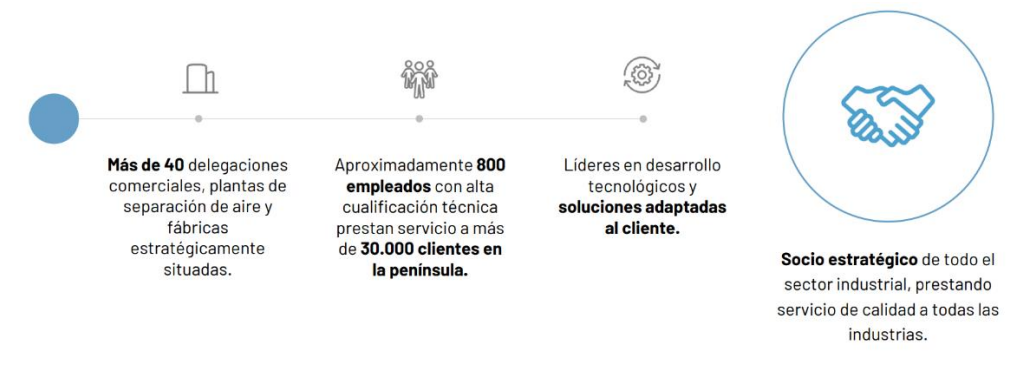 Más de 40 delegaciones
comerciales, plantas de
separación de aire y
fábricas
estratégicamente
situadas.
Aproximadamente 800
empleados con alta
cualificación técnica
prestan servicio a más
de 30.000 clientes en
la península.
Líderes en desarrollo
tecnológicos y
soluciones adaptadas
al cliente.
Socio estratégico de todo el
sector industrial, prestando
servicio de calidad a todas las
industrias.